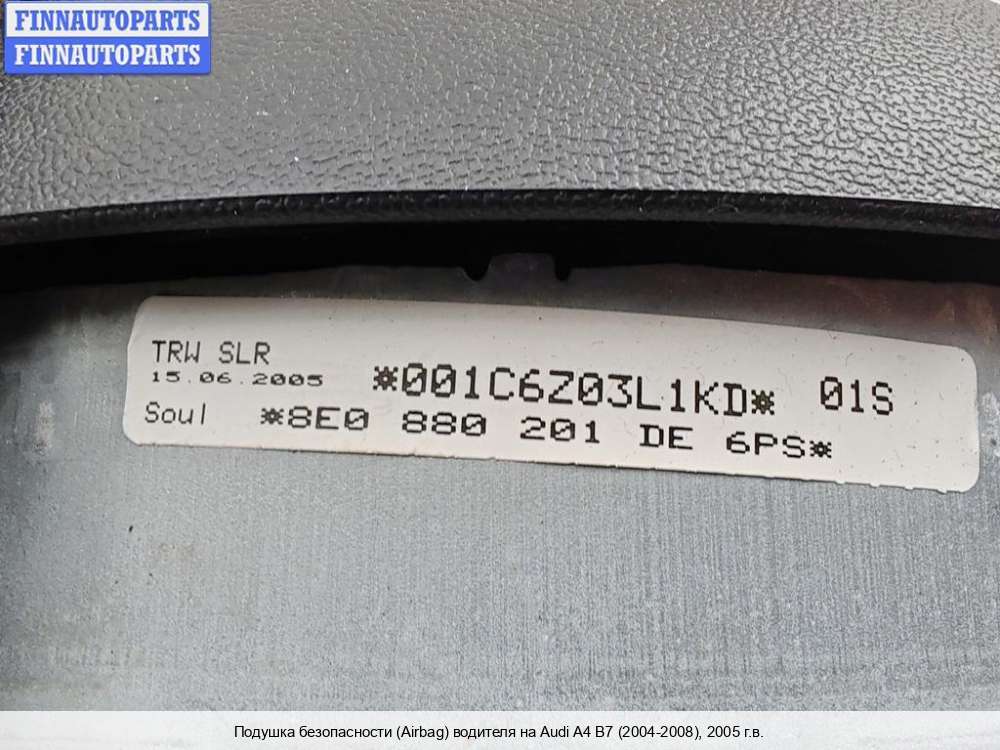 FINNAUTOPARTS
FINNAUTOPARTS
TRW SLR
15.06.2005 *001C6Z03L1KD* 01S
Soul *8E0 880 201 DE 6PS*
Подушка безопасности (Airbag) водителя на Audi A4 B7 (2004-2008), 2005 г.в.